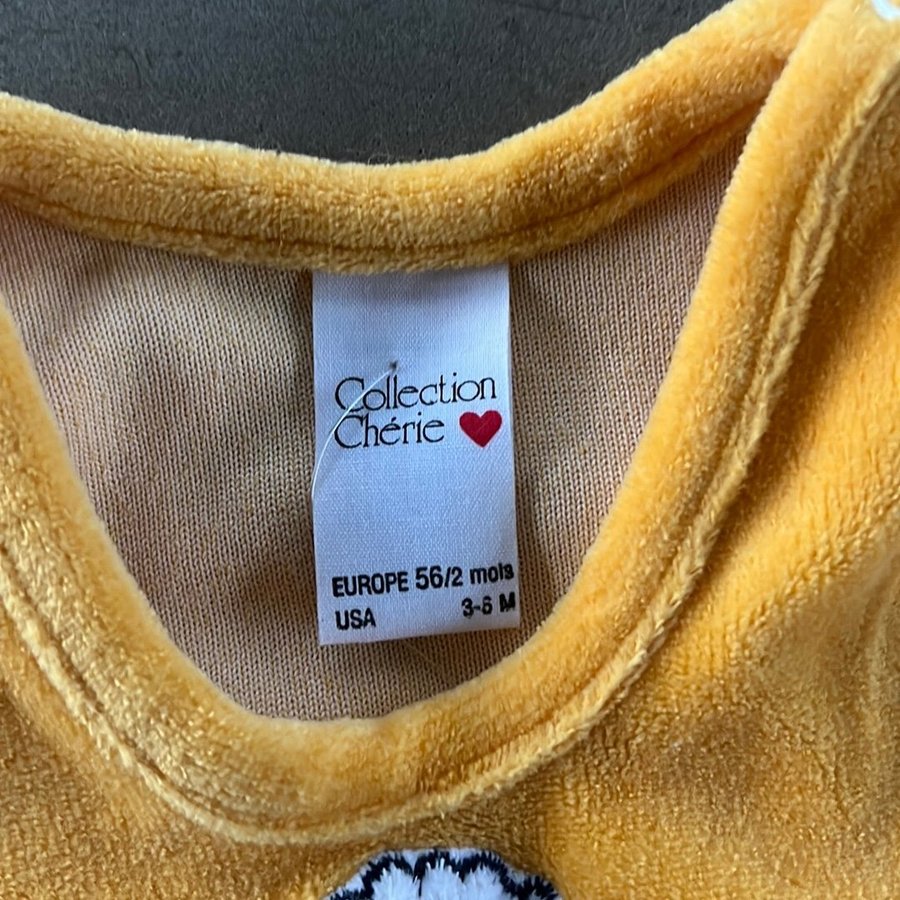 Collection
Chérie
EUROPE 56/2 mois
USA 3-6 M